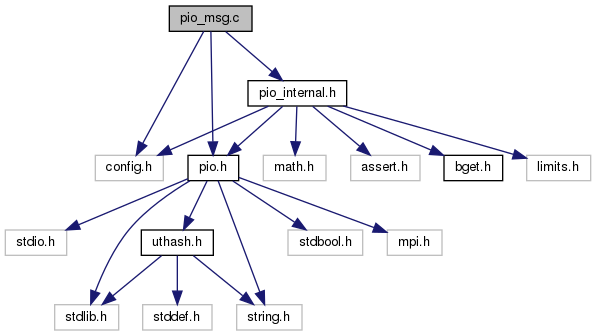 pio_msg.c
pio_internal.h
config.h
pio.h
math.h
assert.h
bget.h
limits.h
stdio.h
uthash.h
stdbool.h
mpi.h
stdlib.h
stddef.h
string.h